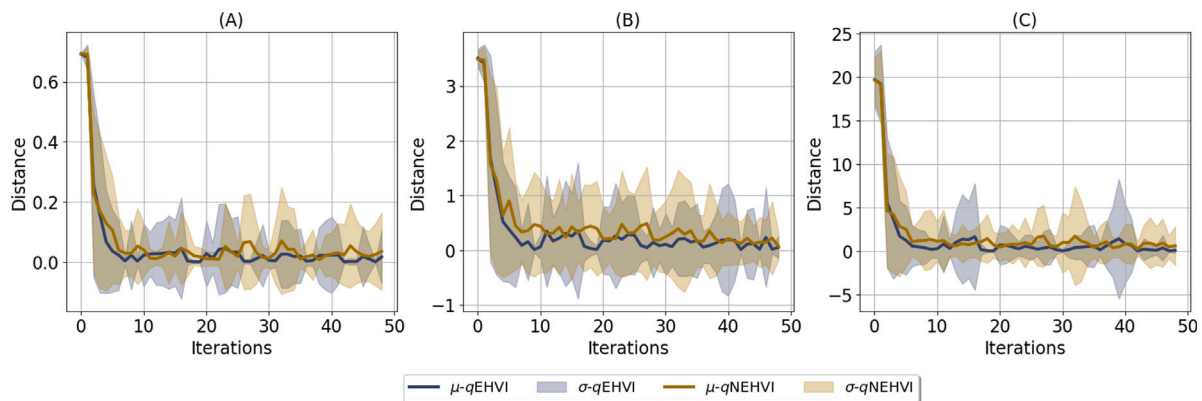 (A)
0.6
0.4
0.2
0.0
Distance
0 10 20 30 40 50
Iterations
(B)
3
2
1
0
−1
Distance
0 10 20 30 40 50
Iterations
(C)
25
20
15
10
5
0
−5
Distance
0 10 20 30 40 50
Iterations
μ-qEHVI σ-qEHVI μ-qNEHVI σ-qNEHVI